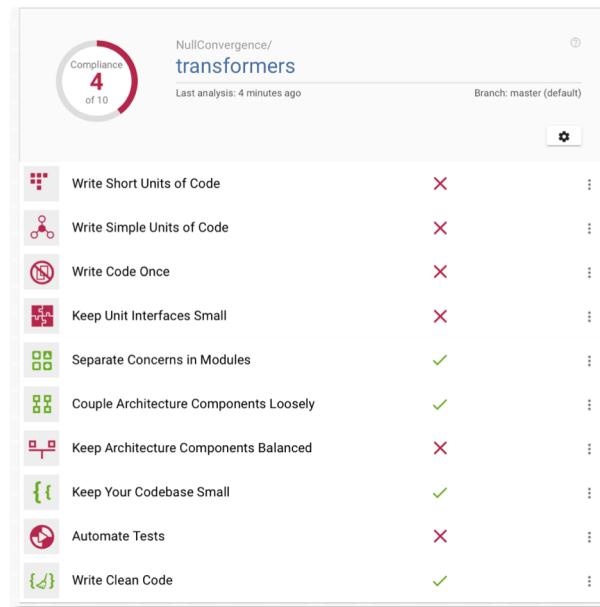 NullConvergence/
transformers
Compliance
4
of 10
Last analysis: 4 minutes ago
Branch: master (default)
Write Short Units of Code
Write Simple Units of Code
Write Code Once
Keep Unit Interfaces Small
Separate Concerns in Modules
Couple Architecture Components Loosely
Keep Architecture Components Balanced
Keep Your Codebase Small
Automate Tests
Write Clean Code